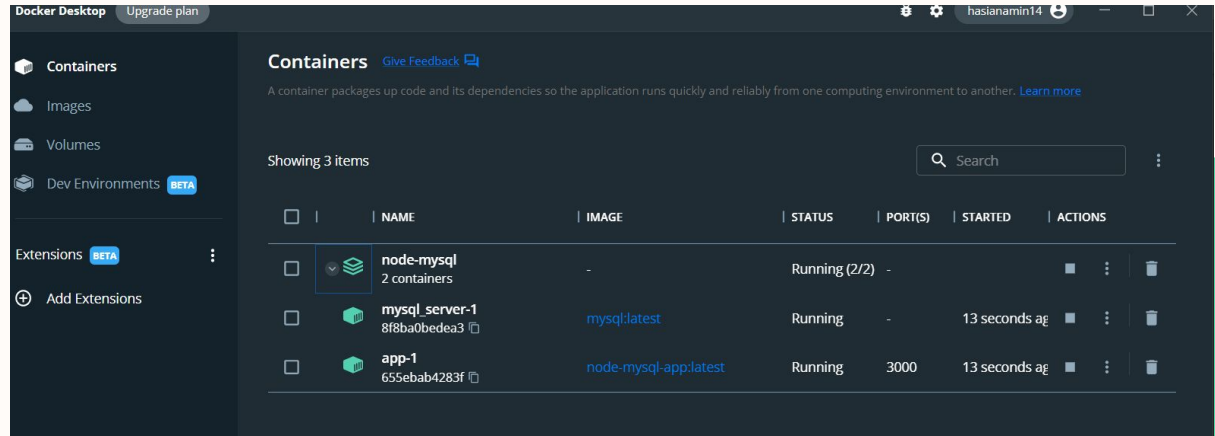 Docker Desktop Upgrade plan hasianamin14
Containers
Images
Volumes
Dev Environments BETA
Extensions BETA
Add Extensions
Containers Give Feedback
A container packages up code and its dependencies so the application runs quickly and reliably from one computing environment to another. Learn more
Showing 3 items Search
NAME IMAGE STATUS PORT(S) STARTED ACTIONS
node-mysql - Running (2/2) -
2 containers
mysql_server-1 mysql:latest Running - 13 seconds ag
8f8ba0bedea3
app-1 node-mysql-app:latest Running 3000 13 seconds ag
655ebab4283f